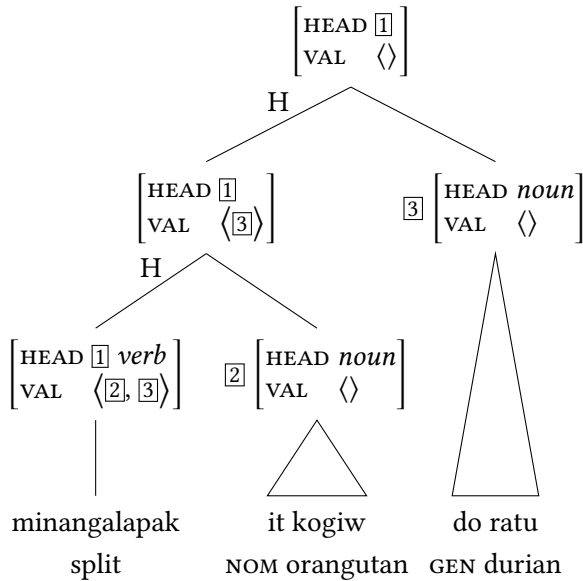 [HEAD 1
VAL ⟨⟩]
H
[HEAD 1
VAL ⟨3⟩]
3 [HEAD noun
VAL ⟨⟩]
H
[HEAD 1 verb
VAL ⟨2, 3⟩]
2 [HEAD noun
VAL ⟨⟩]
minangalapak it kogiw do ratu
split NOM orangutan GEN durian